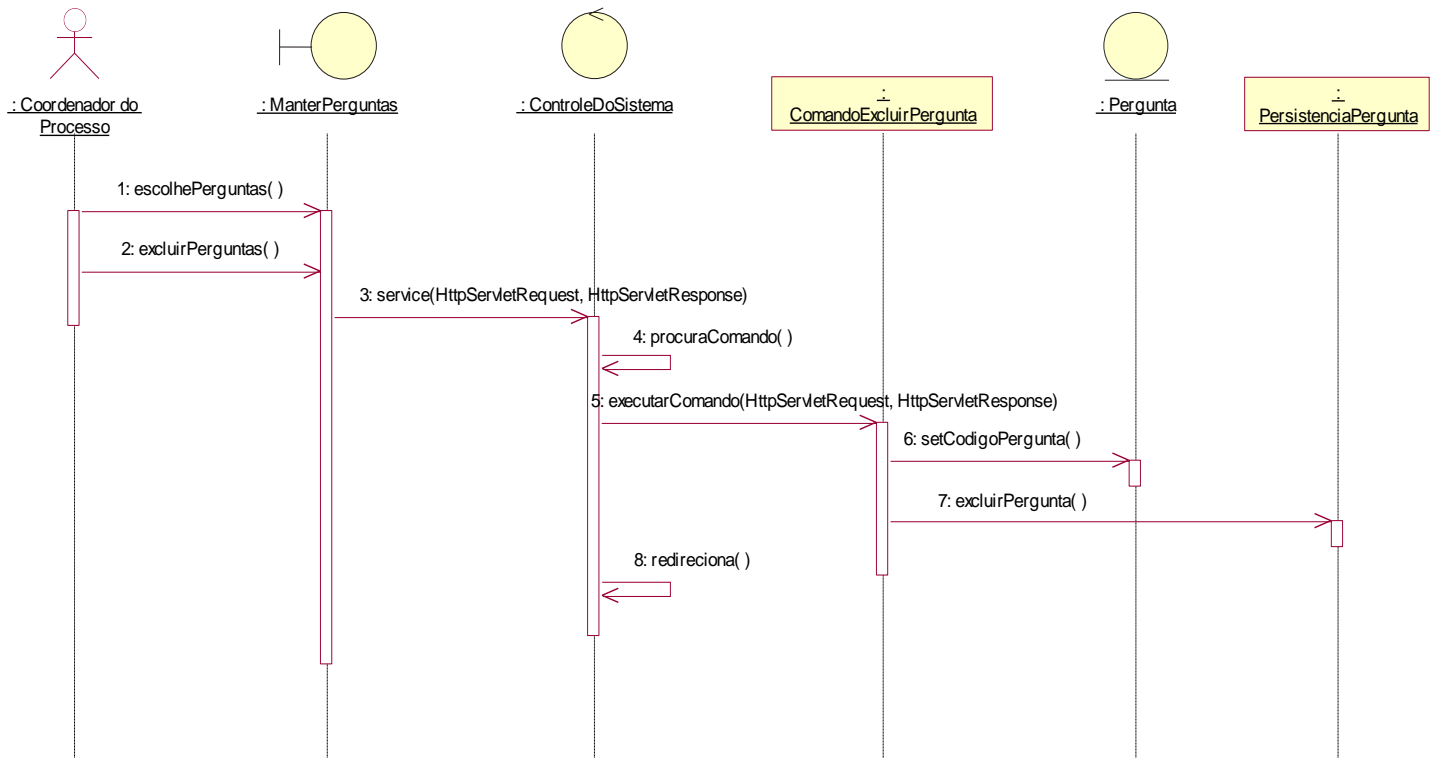 : Coordenador do
Processo
: ManterPerguntas
: ControleDoSistema
:
ComandoExcluirPergunta
: Pergunta
:
PersistenciaPergunta
1: escolhePerguntas( )
2: excluirPerguntas( )
3: service(HttpServletRequest, HttpServletResponse)
4: procuraComando( )
5: executarComando(HttpServletRequest, HttpServletResponse)
6: setCodigoPergunta( )
7: excluirPergunta( )
8: redireciona( )